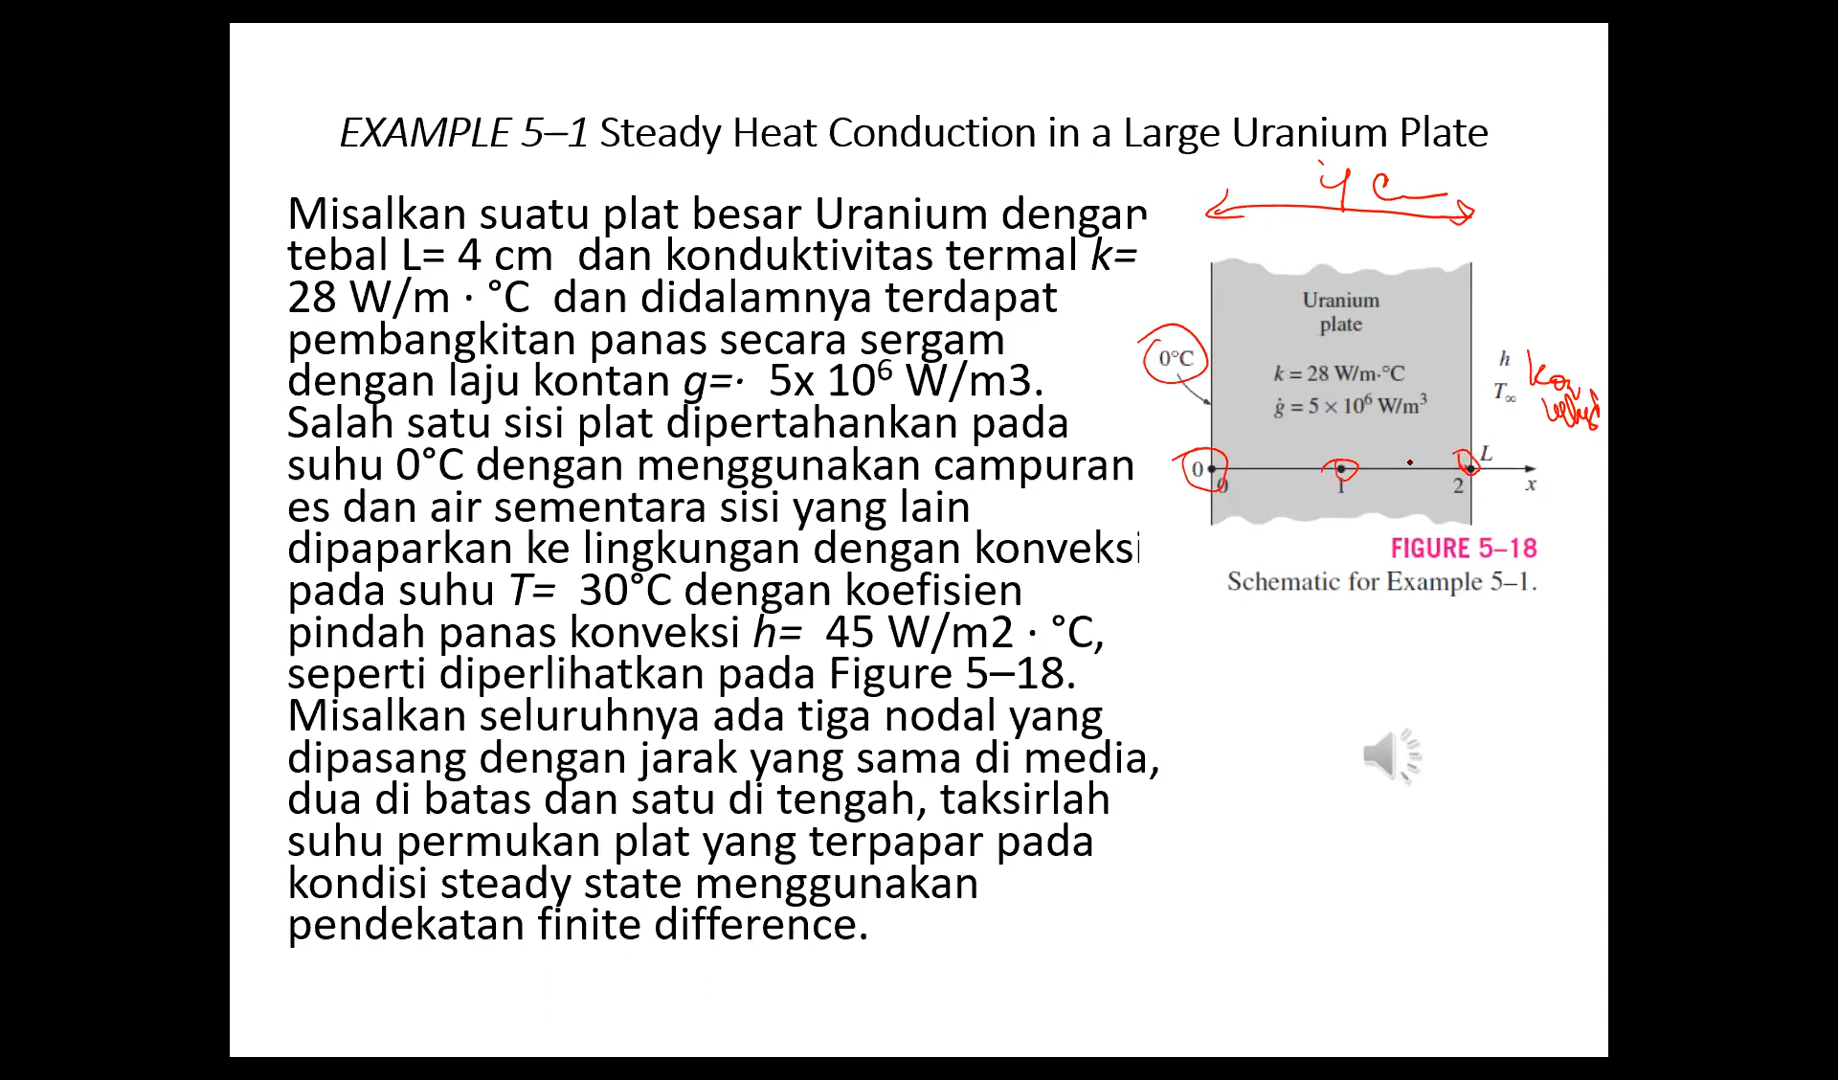 EXAMPLE 5–1 Steady Heat Conduction in a Large Uranium Plate
Misalkan suatu plat besar Uranium dengan
tebal L= 4 cm dan konduktivitas termal k=
28 W/m · °C dan didalamnya terdapat
pembangkitan panas secara sergam
dengan laju kontan g=· 5x 10⁶ W/m3.
Salah satu sisi plat dipertahankan pada
suhu 0°C dengan menggunakan campuran
es dan air sementara sisi yang lain
dipaparkan ke lingkungan dengan konveksi
pada suhu T= 30°C dengan koefisien
pindah panas konveksi h= 45 W/m2 · °C,
seperti diperlihatkan pada Figure 5–18.
Misalkan seluruhnya ada tiga nodal yang
dipasang dengan jarak yang sama di media,
dua di batas dan satu di tengah, taksirlah
suhu permukan plat yang terpapar pada
kondisi steady state menggunakan
pendekatan finite difference.
Uranium
plate
0°C
k = 28 W/m·°C
ġ = 5 × 10⁶ W/m³
h
T∞
0
L
0 1 2 x
FIGURE 5–18
Schematic for Example 5–1.